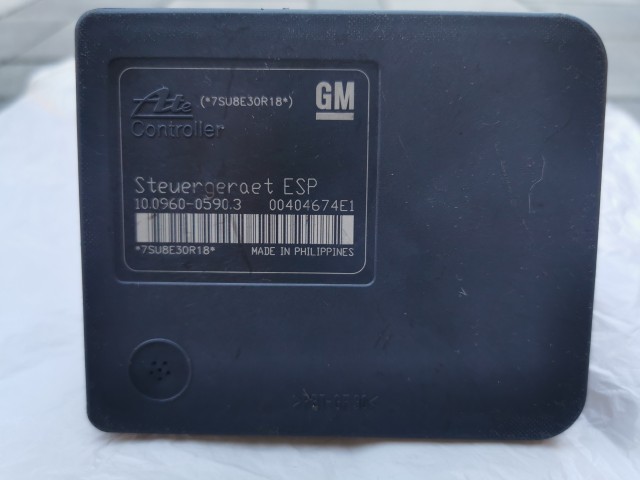 Ate (*7SU8E30R18*) GM
Controller
Steuergeraet ESP
10.0960-0590.3 00404674E1
*7SU8E30R18* MADE IN PHILIPPINES